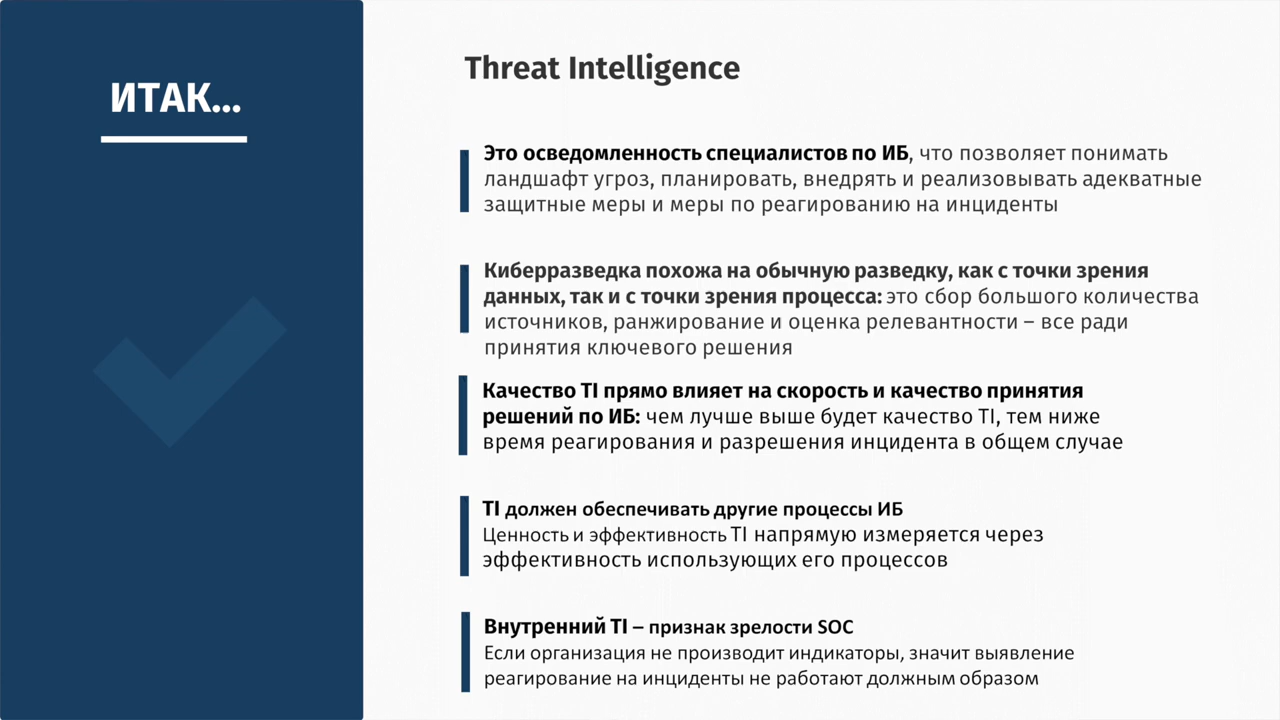 ИТАК...
Threat Intelligence
Это осведомленность специалистов по ИБ, что позволяет понимать
ландшафт угроз, планировать, внедрять и реализовывать адекватные
защитные меры и меры по реагированию на инциденты
Киберразведка похожа на обычную разведку, как с точки зрения
данных, так и с точки зрения процесса: это сбор большого количества
источников, ранжирование и оценка релевантности – все ради
принятия ключевого решения
Качество TI прямо влияет на скорость и качество принятия
решений по ИБ: чем лучше выше будет качество TI, тем ниже
время реагирования и разрешения инцидента в общем случае
TI должен обеспечивать другие процессы ИБ
Ценность и эффективность TI напрямую измеряется через
эффективность использующих его процессов
Внутренний TI – признак зрелости SOC
Если организация не производит индикаторы, значит выявление
реагирование на инциденты не работают должным образом